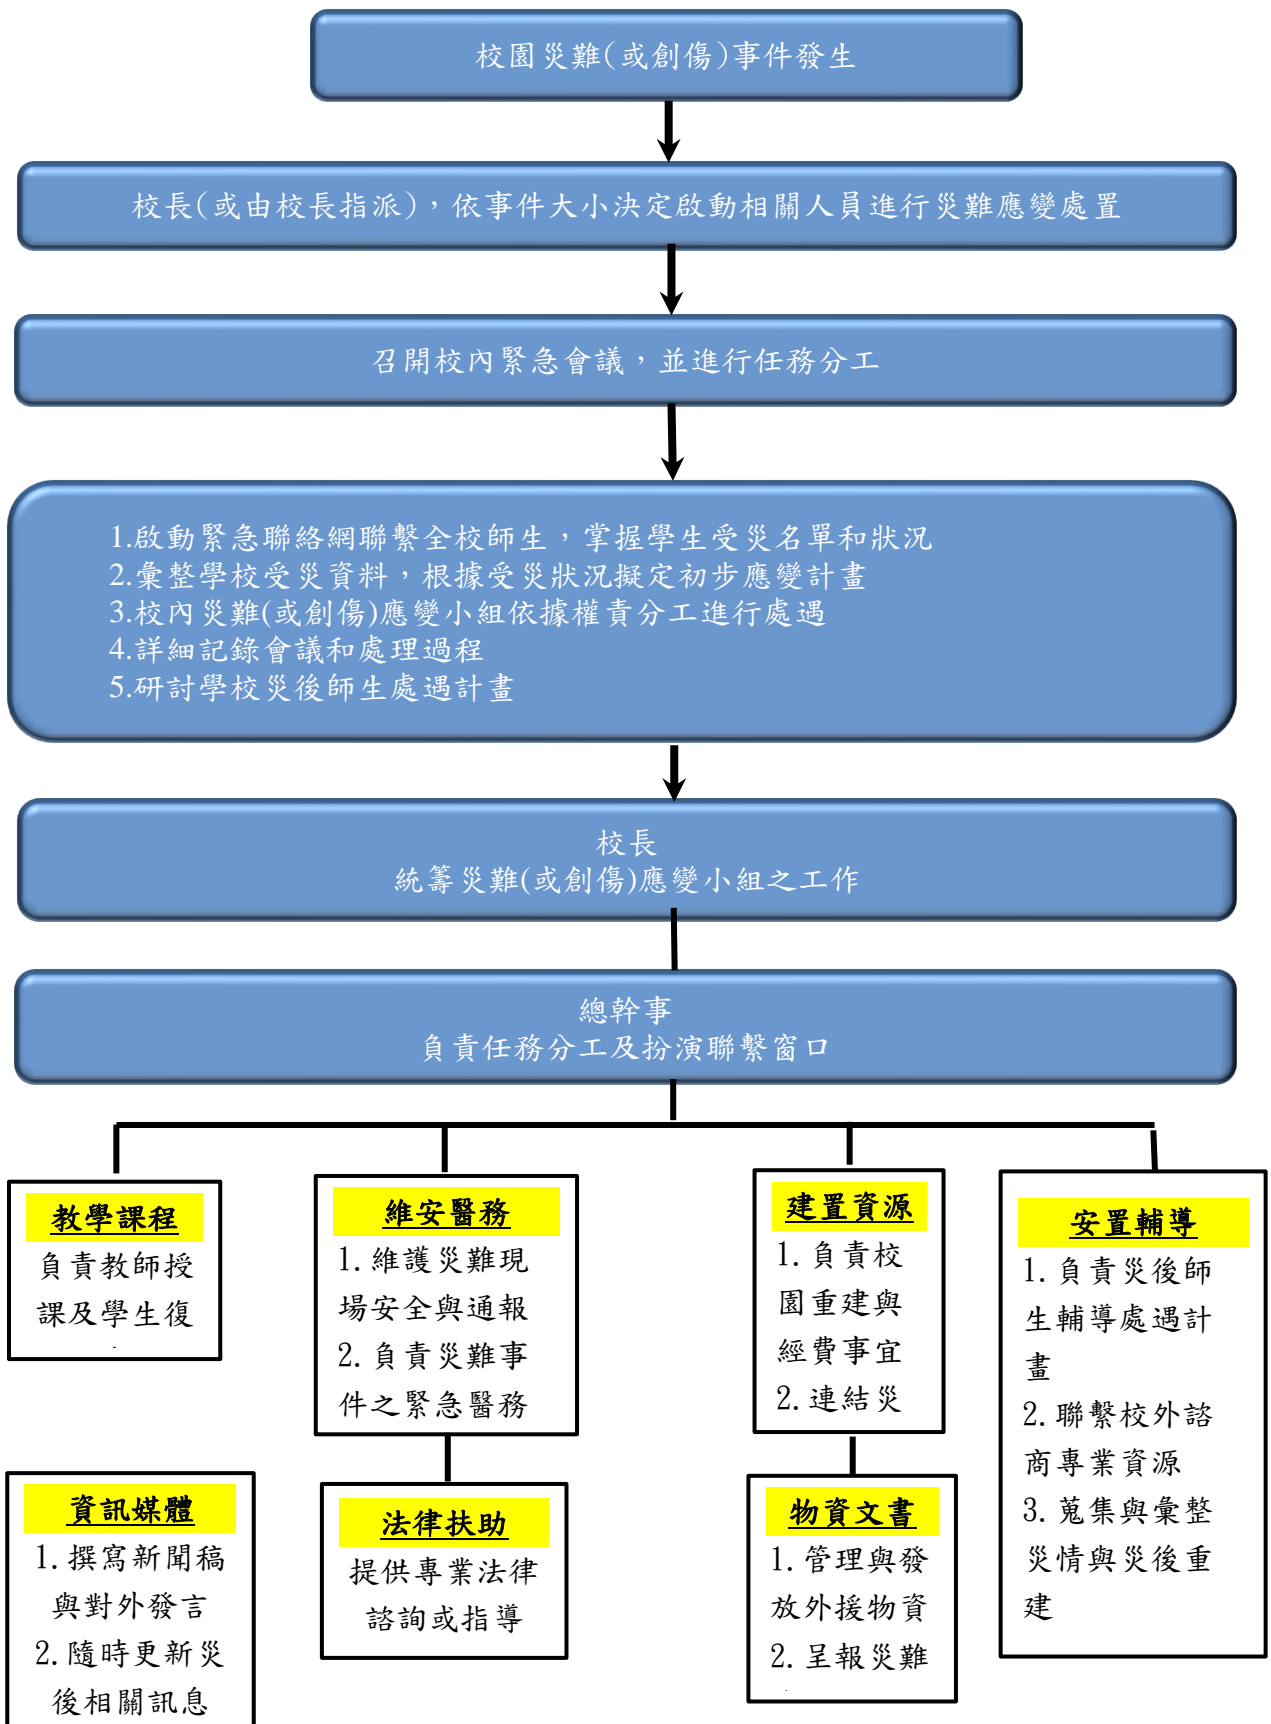 校園災難(或創傷)事件發生
校長(或由校長指派)，依事件大小決定啟動相關人員進行災難應變處置
召開校內緊急會議，並進行任務分工
1.啟動緊急聯絡網聯繫全校師生，掌握學生受災名單和狀況
2.彙整學校受災資料，根據受災狀況擬定初步應變計畫
3.校內災難(或創傷)應變小組依據權責分工進行處遇
4.詳細記錄會議和處理過程
5.研討學校災後師生處遇計畫
校長
統籌災難(或創傷)應變小組之工作
總幹事
負責任務分工及扮演聯繫窗口
教學課程
負責教師授
課及學生復
維安醫務
1.維護災難現
場安全與通報
2.負責災難事
件之緊急醫務
建置資源
1.負責校
園重建與
經費事宜
2.連結災
安置輔導
1.負責災後師
生輔導處遇計
畫
2.聯繫校外諮
商專業資源
3.蒐集與彙整
災情與災後重
建
資訊媒體
1.撰寫新聞稿
與對外發言
2.隨時更新災
後相關訊息
法律扶助
提供專業法律
諮詢或指導
物資文書
1.管理與發
放外援物資
2.呈報災難